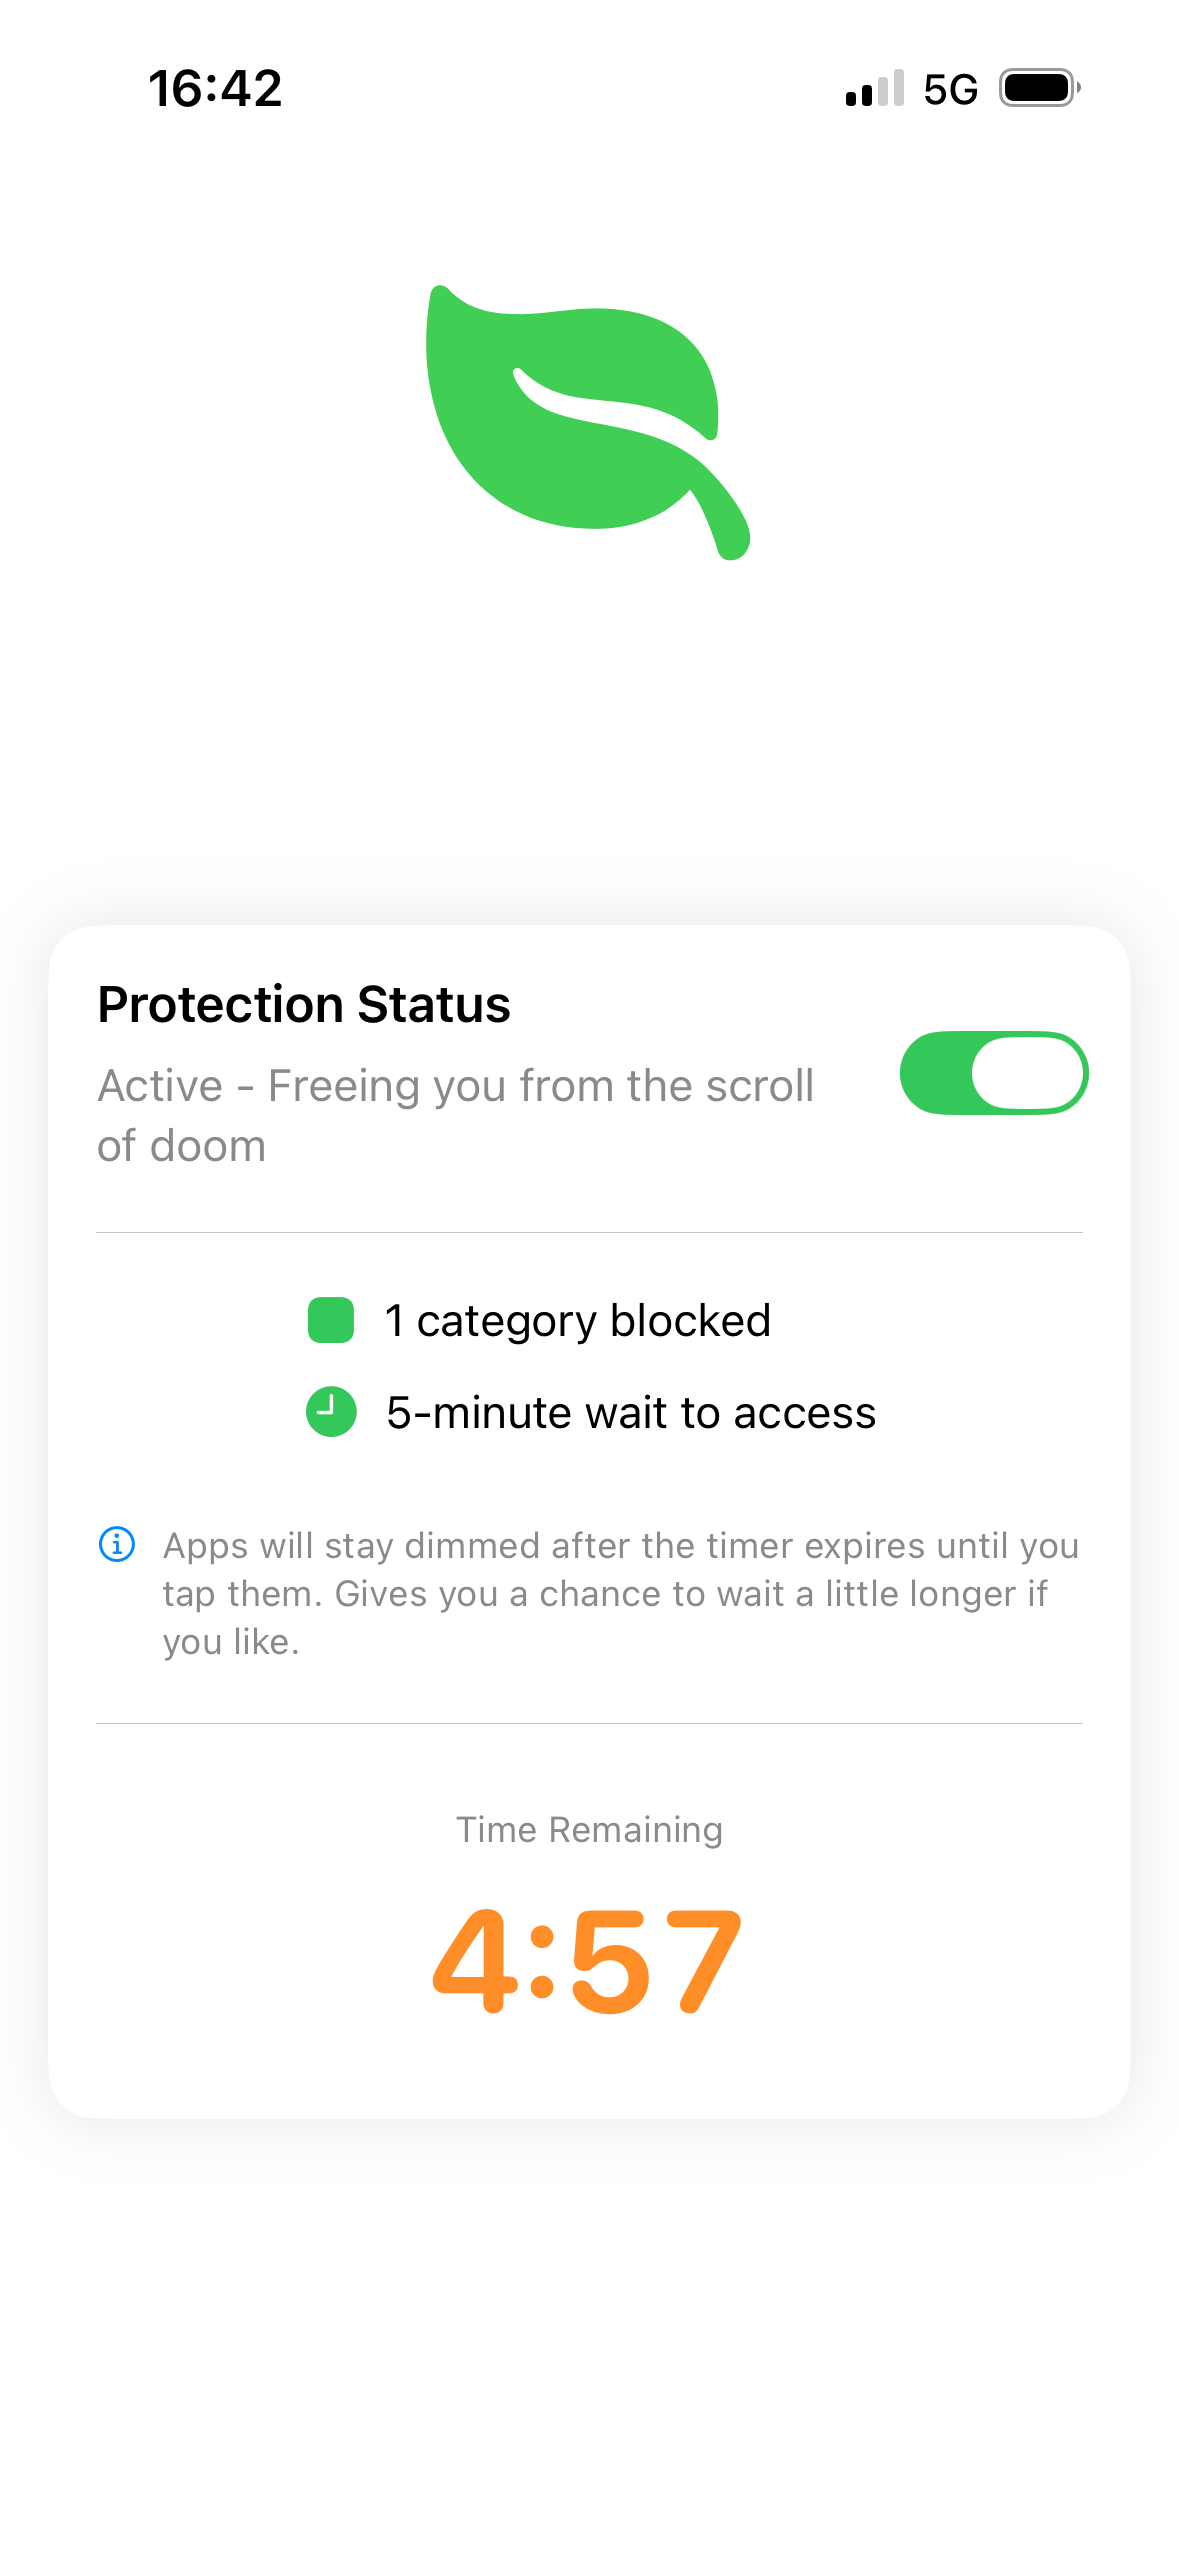 16:42
5G
Protection Status
Active - Freeing you from the scroll
of doom
1 category blocked
5-minute wait to access
Apps will stay dimmed after the timer expires until you
tap them. Gives you a chance to wait a little longer if
you like.
Time Remaining
4:57